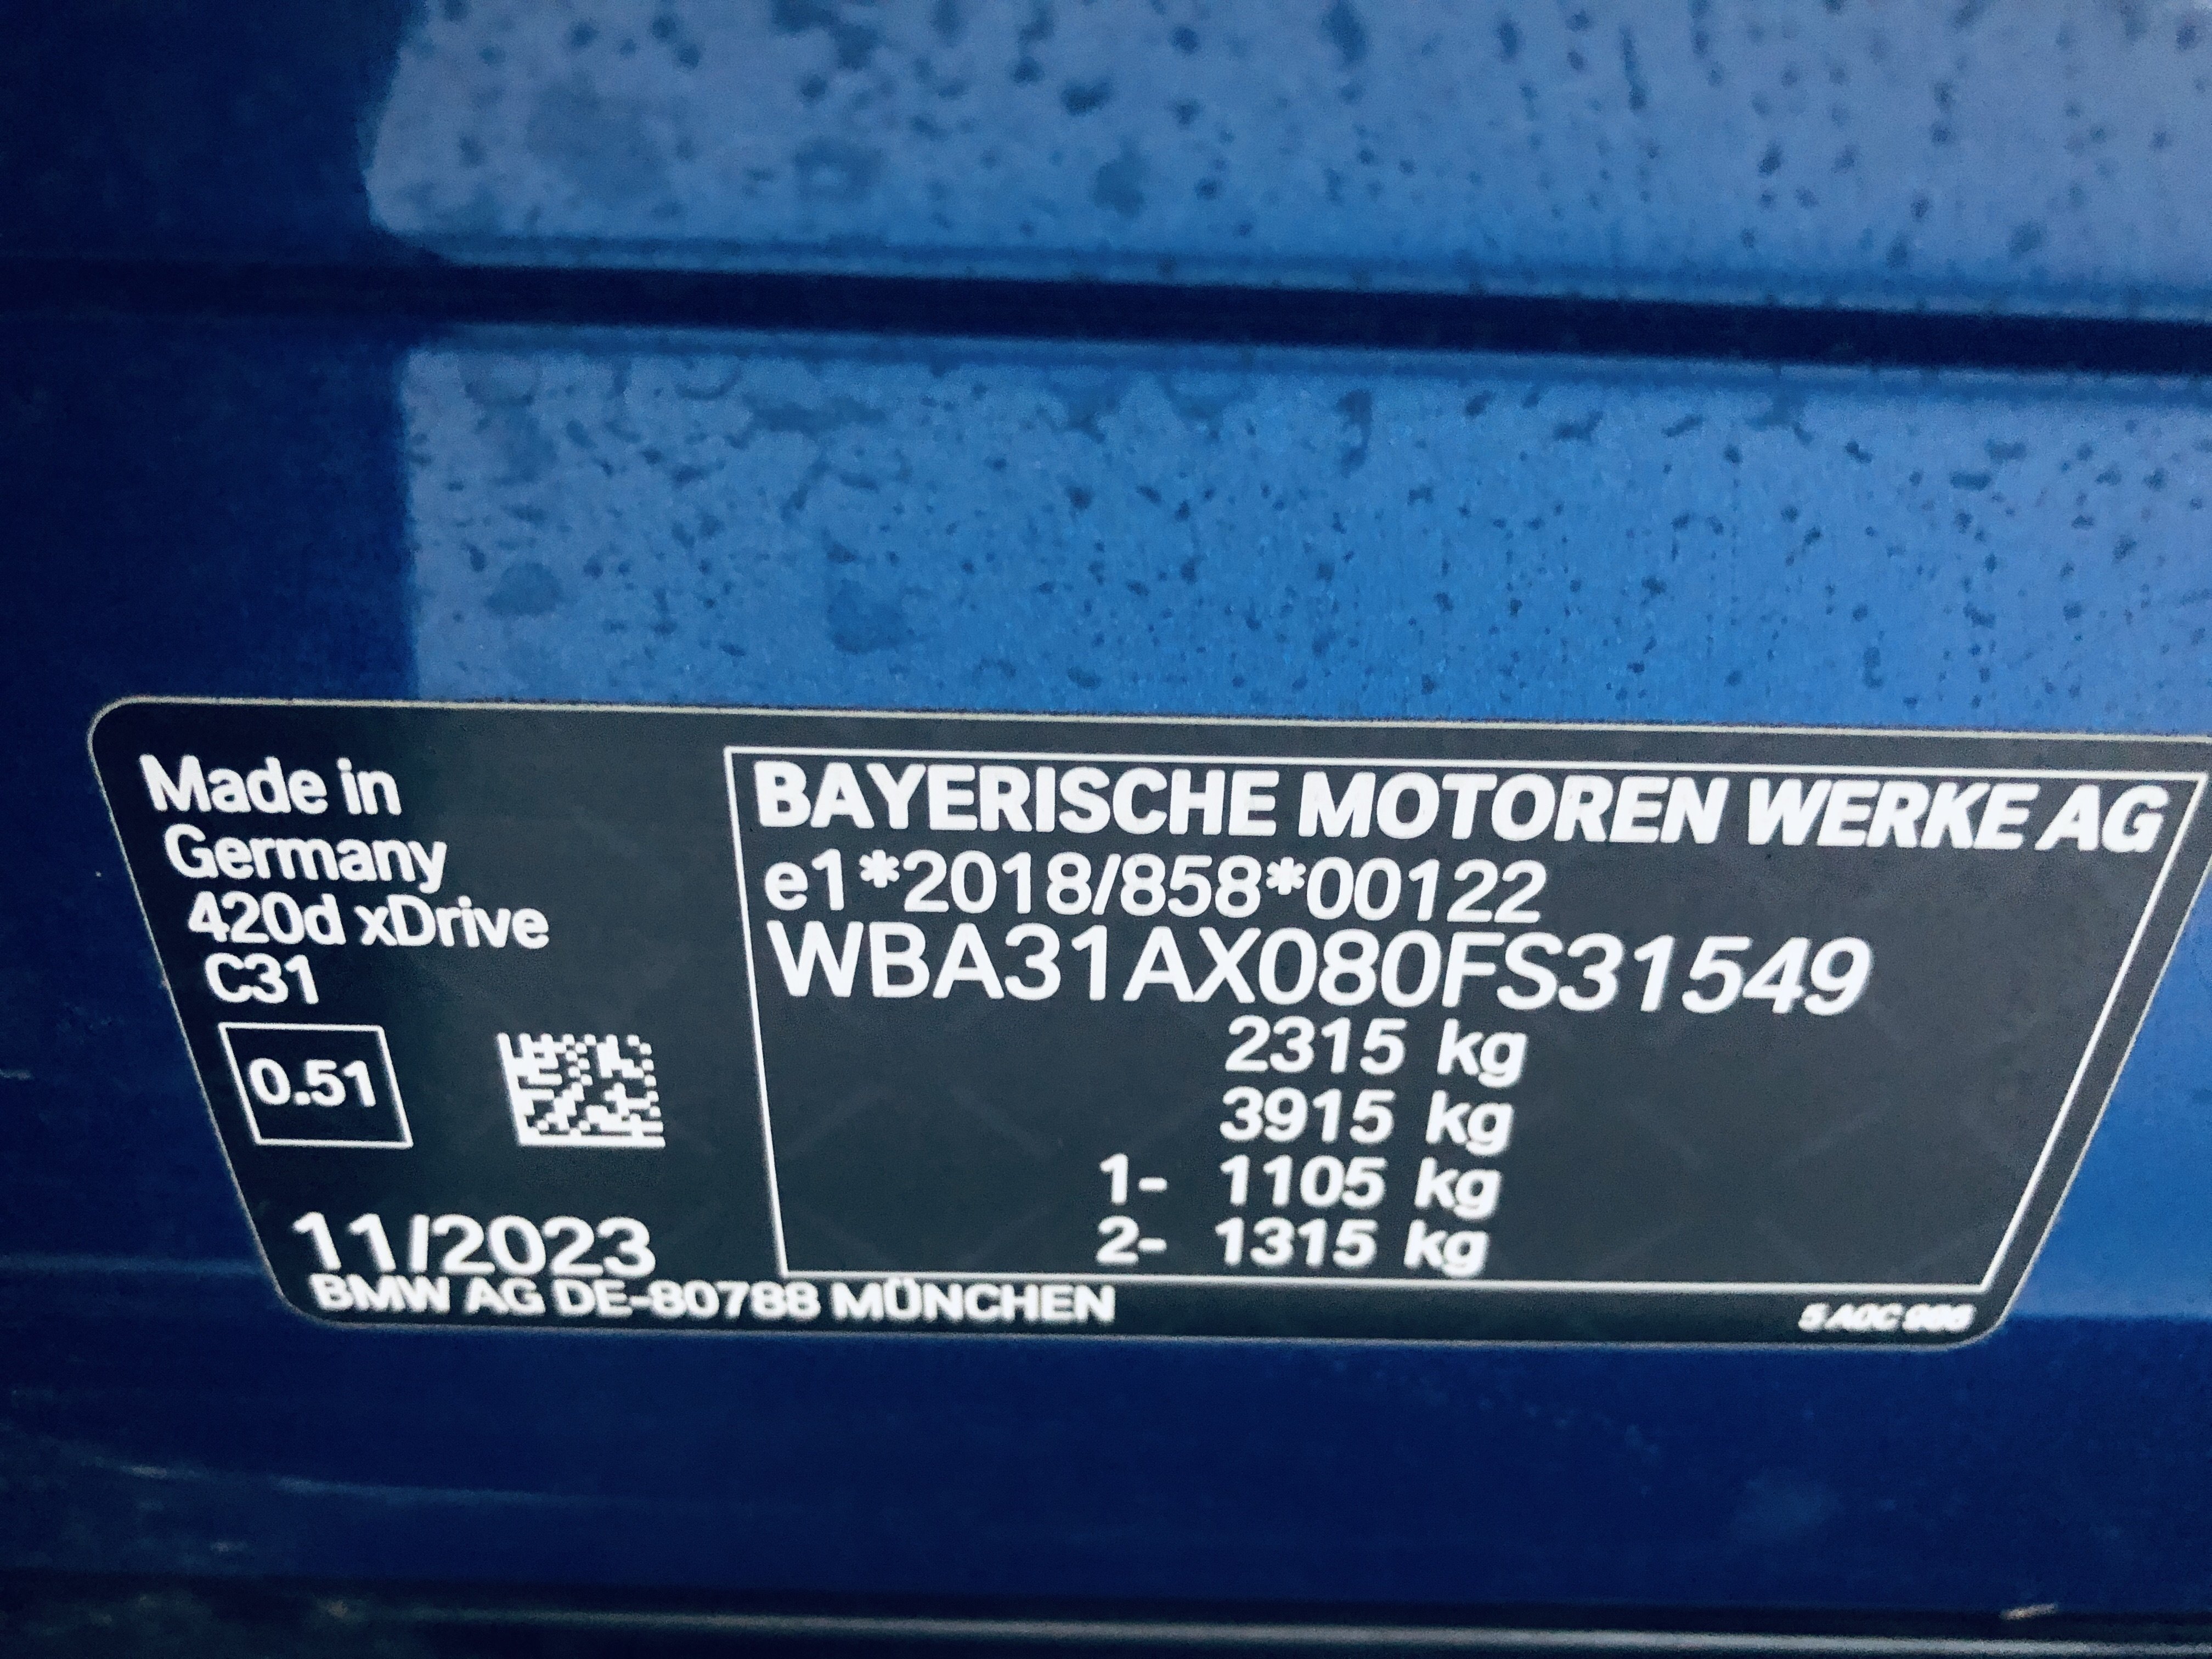 Made in
Germany
420d xDrive
C31
0.51
11/2023
BAYERISCHE MOTOREN WERKE AG
e1*2018/858*00122
WBA31AX080FS31549
2315 kg
3915 kg
1- 1105 kg
2- 1315 kg
BMW AG DE-80788 MÜNCHEN